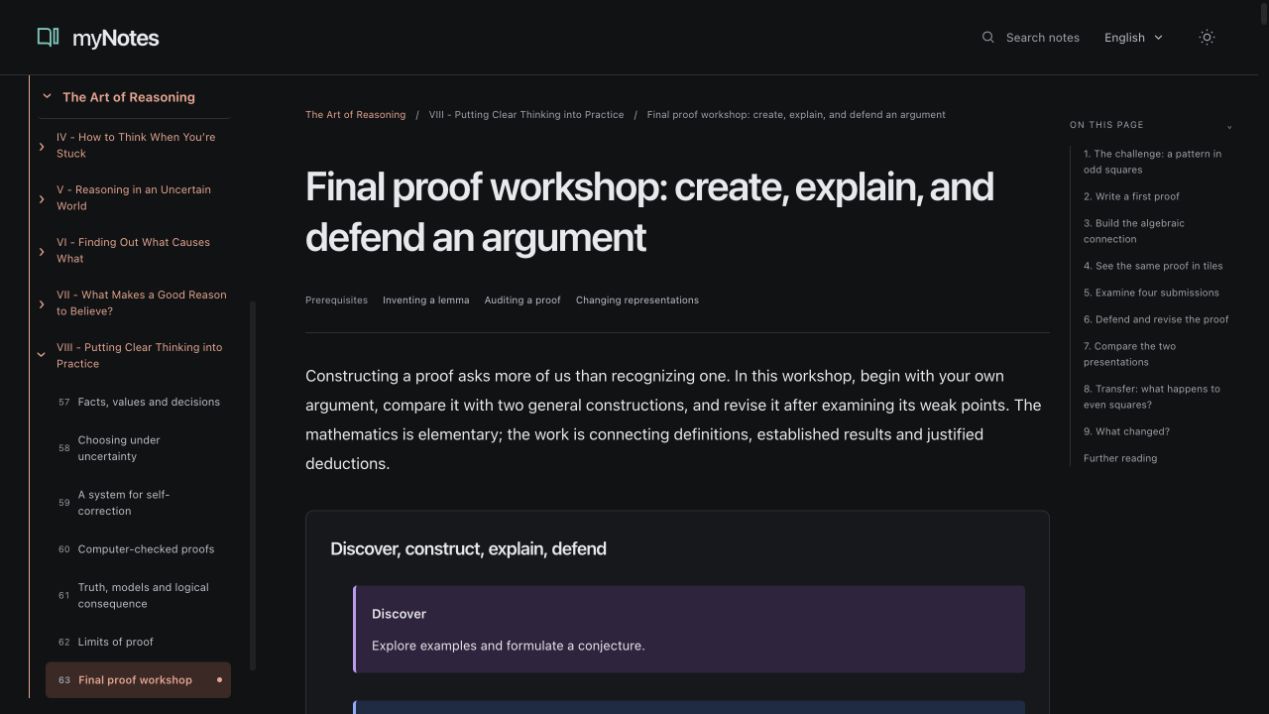 myNotes
Search notes
English
The Art of Reasoning
IV - How to Think When You're
Stuck
V - Reasoning in an Uncertain
World
VI - Finding Out What Causes
What
VII - What Makes a Good Reason
to Believe?
VIII - Putting Clear Thinking into
Practice
57 Facts, values and decisions
58 Choosing under
uncertainty
59 A system for self-
correction
60 Computer-checked proofs
61 Truth, models and logical
consequence
62 Limits of proof
63 Final proof workshop
The Art of Reasoning / VIII - Putting Clear Thinking into Practice / Final proof workshop: create, explain, and defend an argument
Final proof workshop: create, explain, and
defend an argument
Prerequisites Inventing a lemma Auditing a proof Changing representations
Constructing a proof asks more of us than recognizing one. In this workshop, begin with your own
argument, compare it with two general constructions, and revise it after examining its weak points. The
mathematics is elementary; the work is connecting definitions, established results and justified
deductions.
Discover, construct, explain, defend
Discover
Explore examples and formulate a conjecture.
ON THIS PAGE
1. The challenge: a pattern in
odd squares
2. Write a first proof
3. Build the algebraic
connection
4. See the same proof in tiles
5. Examine four submissions
6. Defend and revise the proof
7. Compare the two
presentations
8. Transfer: what happens to
even squares?
9. What changed?
Further reading